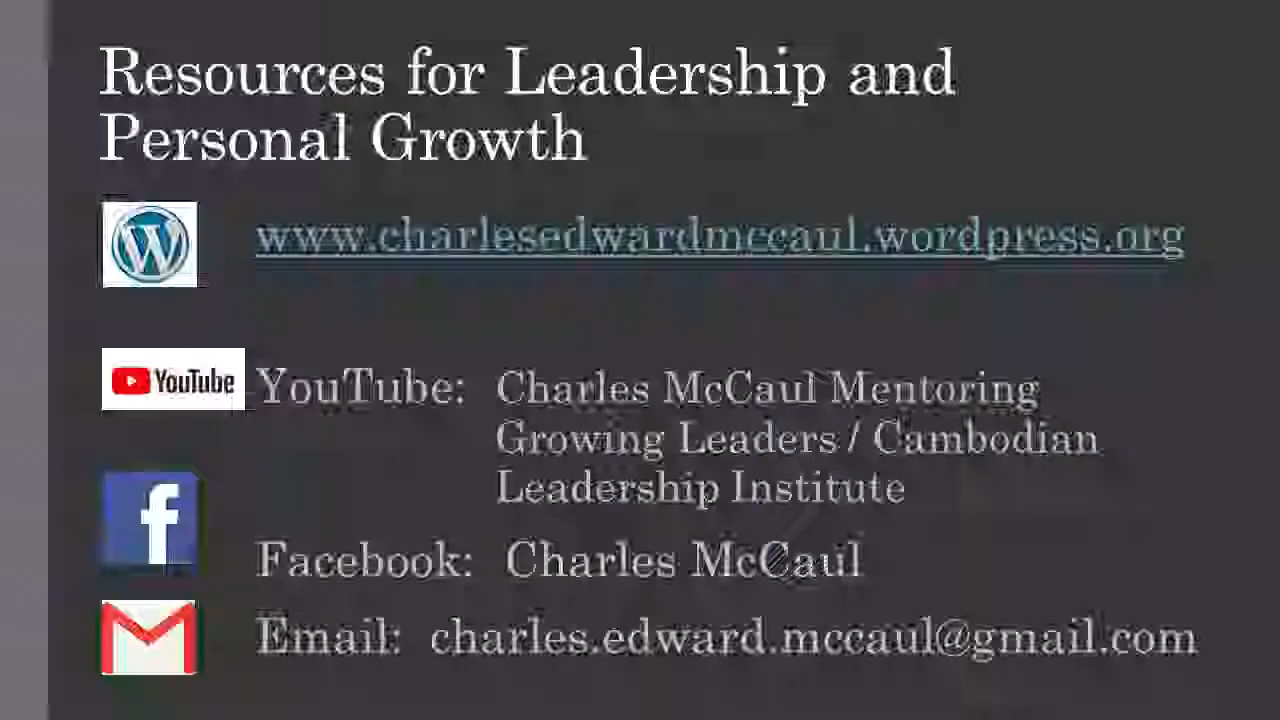 Resources for Leadership and
Personal Growth
www.charlesedwardmccaul.wordpress.org
YouTube YouTube: Charles McCaul Mentoring
Growing Leaders / Cambodian
Leadership Institute
Facebook: Charles McCaul
Email: charles.edward.mccaul@gmail.com